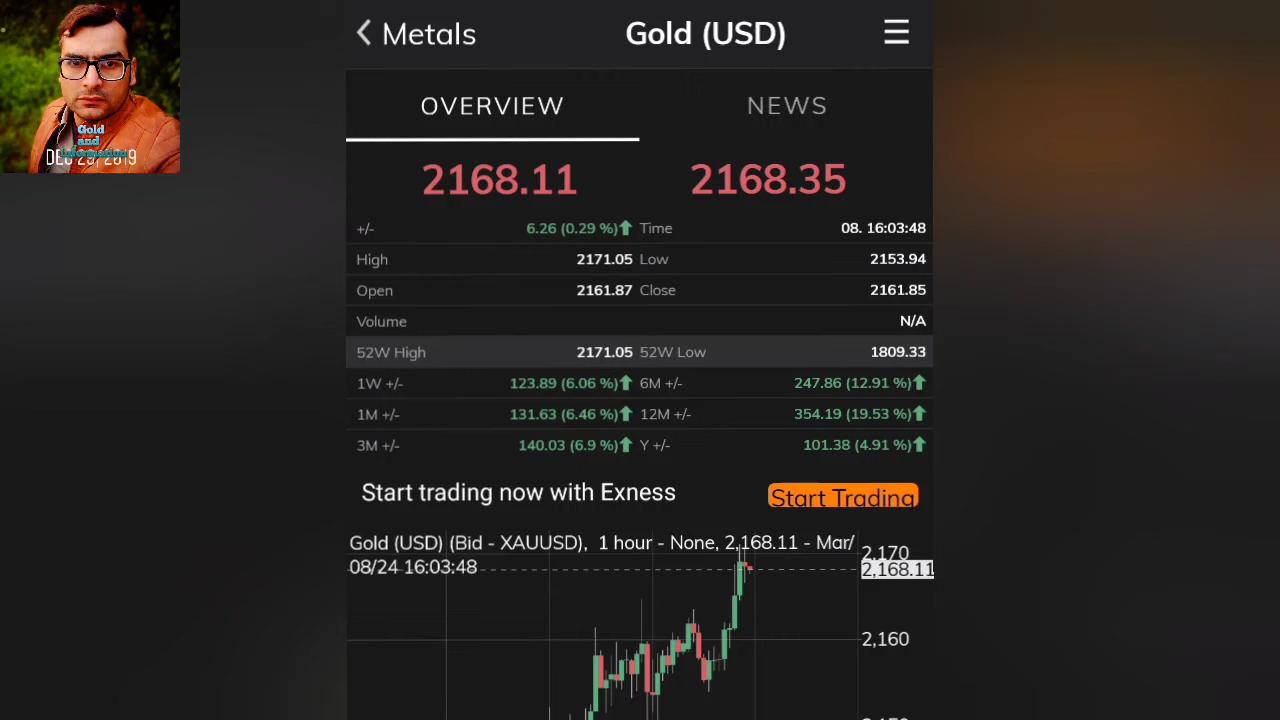 Metals
Gold (USD)
OVERVIEW NEWS
2168.11 2168.35
+/- 6.26 (0.29 %) Time 08. 16:03:48
High 2171.05 Low 2153.94
Open 2161.87 Close 2161.85
Volume N/A
52W High 2171.05 52W Low 1809.33
1W +/- 123.89 (6.06 %) 6M +/- 247.86 (12.91 %)
1M +/- 131.63 (6.46 %) 12M +/- 354.19 (19.53 %)
3M +/- 140.03 (6.9 %) Y +/- 101.38 (4.91 %)
Start trading now with Exness Start Trading
Gold (USD) (Bid - XAUUSD), 1 hour - None, 2,168.11 - Mar/
08/24 16:03:48
2,170
2,168.11
2,160
Gold
and
information
DEC 29, 2019